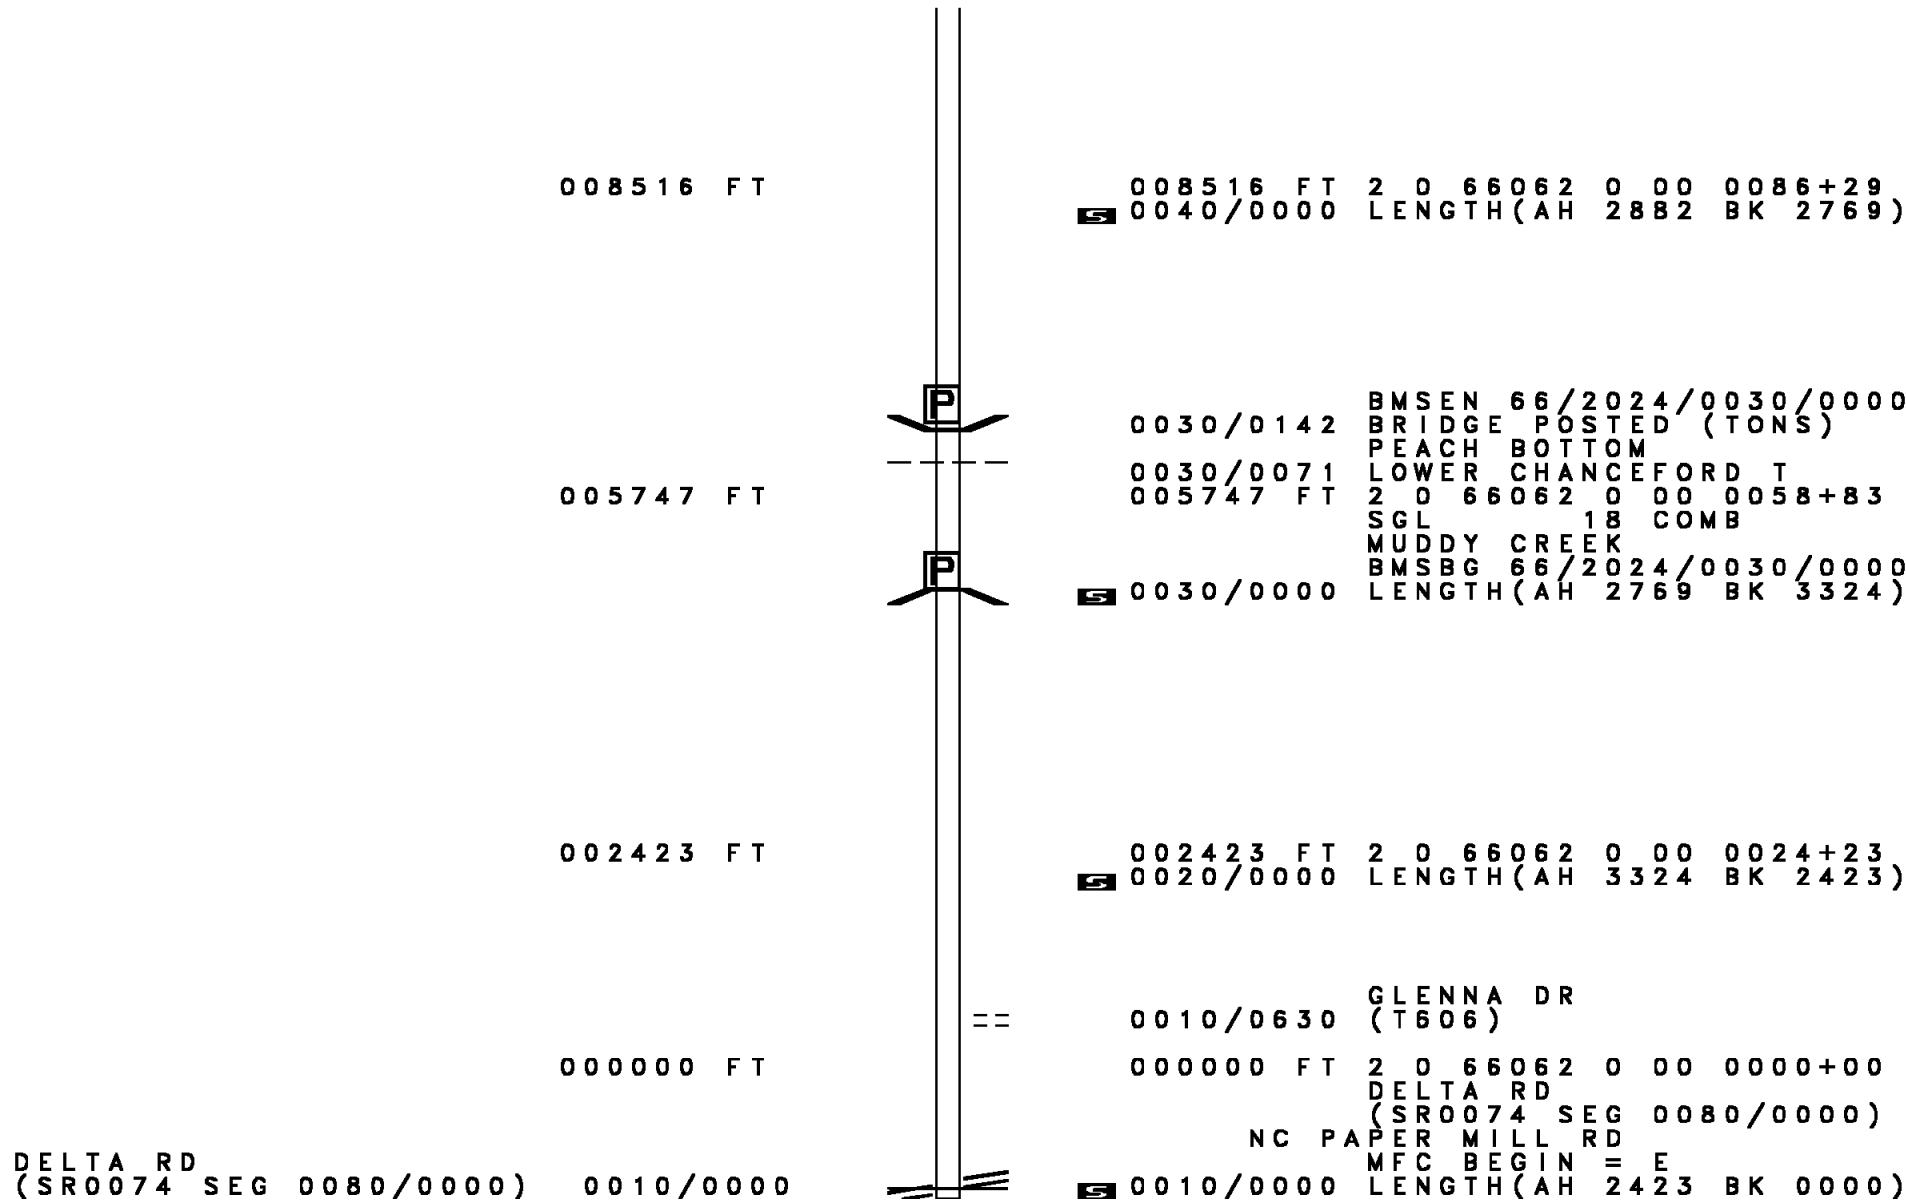 008516 FT 008516 FT 2 0 66062 0 00 0086+29
S 0040/0000 LENGTH(AH 2882 BK 2769)
P BMSEN 66/2024/0030/0000
0030/0142 BRIDGE POSTED (TONS)
PEACH BOTTOM
0030/0071 LOWER CHANCEFORD T
005747 FT 005747 FT 2 0 66062 0 00 0058+83
SGL 18 COMB
MUDDY CREEK
P BMSBG 66/2024/0030/0000
S 0030/0000 LENGTH(AH 2769 BK 3324)
002423 FT 002423 FT 2 0 66062 0 00 0024+23
S 0020/0000 LENGTH(AH 3324 BK 2423)
GLENNA DR
0010/0630 (T606)
000000 FT 000000 FT 2 0 66062 0 00 0000+00
DELTA RD
(SR0074 SEG 0080/0000)
NC PAPER MILL RD
DELTA RD MFC BEGIN = E
(SR0074 SEG 0080/0000) 0010/0000 S 0010/0000 LENGTH(AH 2423 BK 0000)